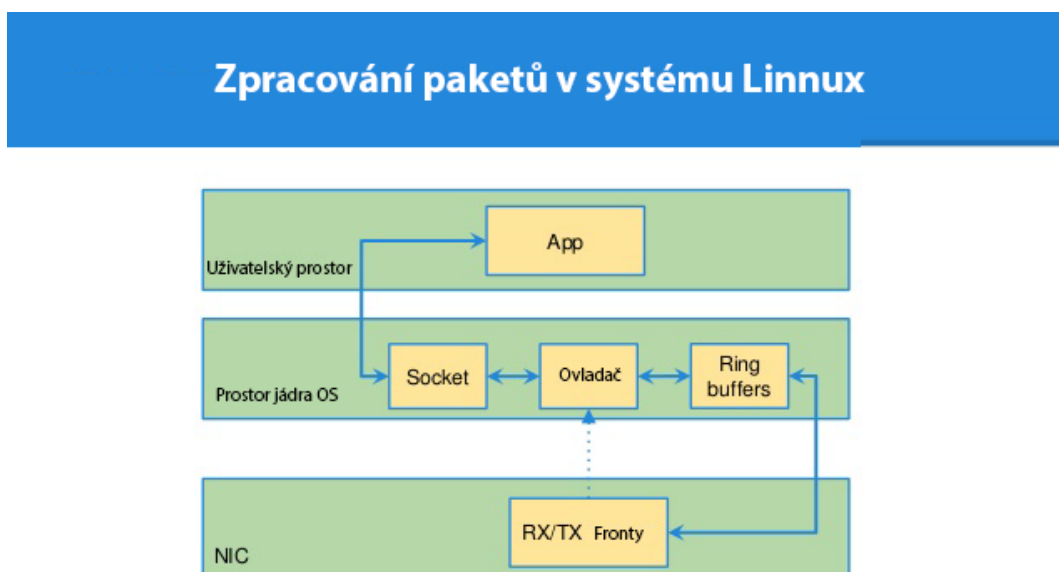 Zpracování paketů v systému Linnux
App
Uživatelský prostor
Socket
Ovladač
Ring
buffers
Prostor jádra OS
RX/TX Fronty
NIC